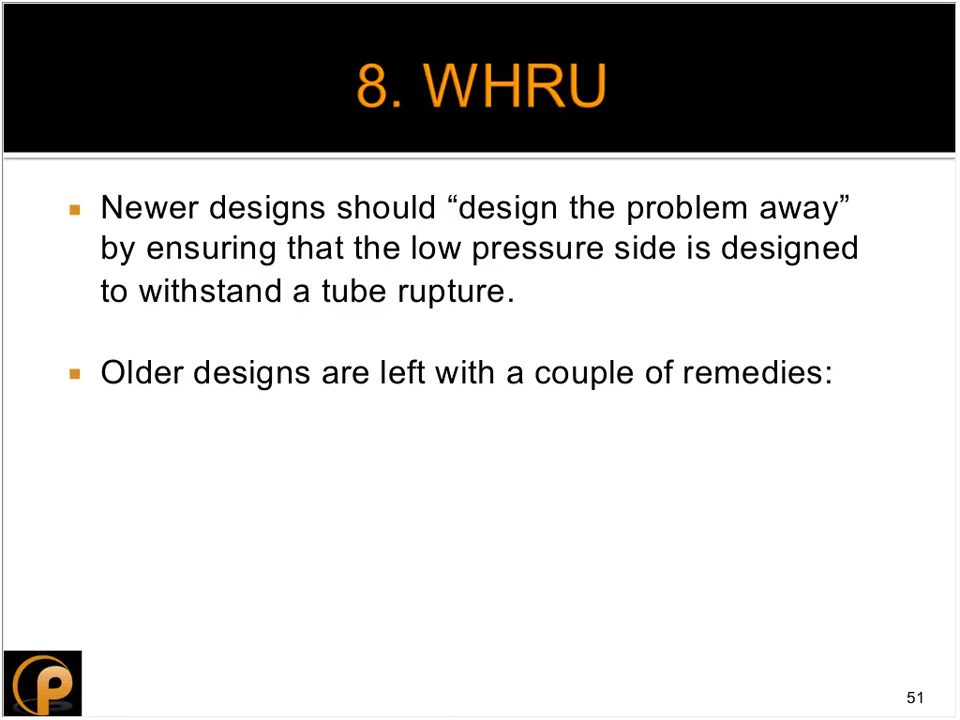 8. WHRU
Newer designs should “design the problem away”
by ensuring that the low pressure side is designed
to withstand a tube rupture.
Older designs are left with a couple of remedies:
P
51